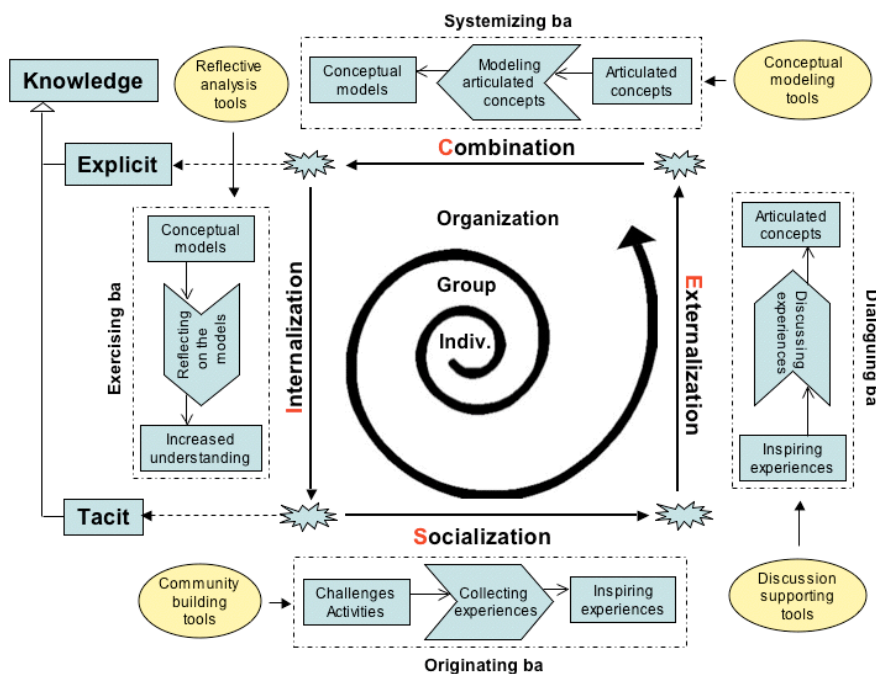 Systemizing ba
Knowledge
Reflective
analysis
tools
Conceptual
models
Modeling
articulated
concepts
Articulated
concepts
Conceptual
modeling
tools
Combination
Explicit
Organization
Group
Indiv.
Internalization
Externalization
Exercising ba
Conceptual
models
Reflecting
on the
models
Increased
understanding
Articulated
concepts
Discussing
experiences
Inspiring
experiences
Dialogung ba
Tacit
Socialization
Community
building
tools
Challenges
Activities
Collecting
experiences
Inspiring
experiences
Discussion
supporting
tools
Originating ba